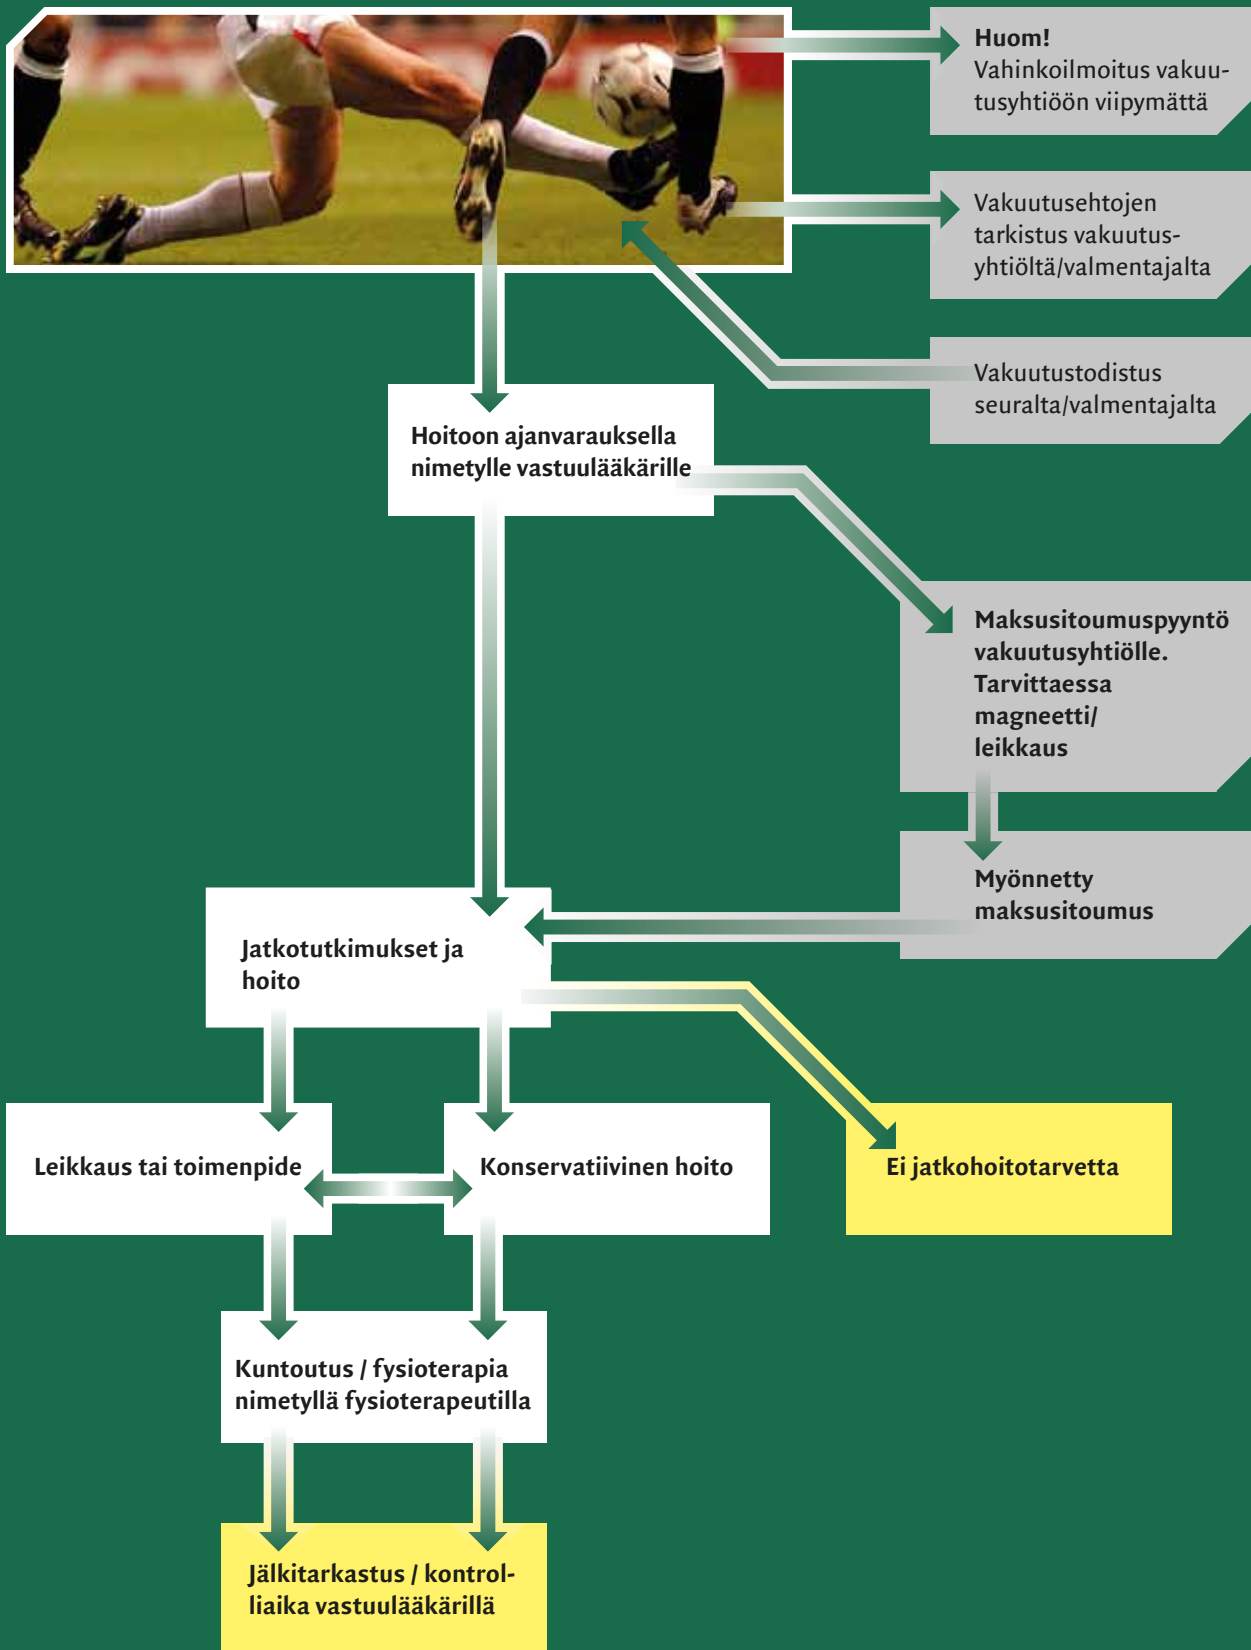 Huom!
Vahinkoilmoitus vakuu-
tusyhtiöön viipymättä
Vakuutusehtojen
tarkistus vakuutus-
yhtiöltä/valmentajalta
Vakuutustodistus
seuralta/valmentajalta
Hoitoon ajanvarauksella
nimetylle vastuulääkärille
Maksusitoumuspyyntö
vakuutusyhtiölle.
Tarvittaessa
magneetti/
leikkaus
Myönnetty
maksusitoumus
Jatkotutkimukset ja
hoito
Leikkaus tai toimenpide
Konservatiivinen hoito
Ei jatkohoitotarvetta
Kuntoutus / fysioterapia
nimetyllä fysioterapeutilla
Jälkitarkastus / kontrol-
liaika vastuulääkärillä